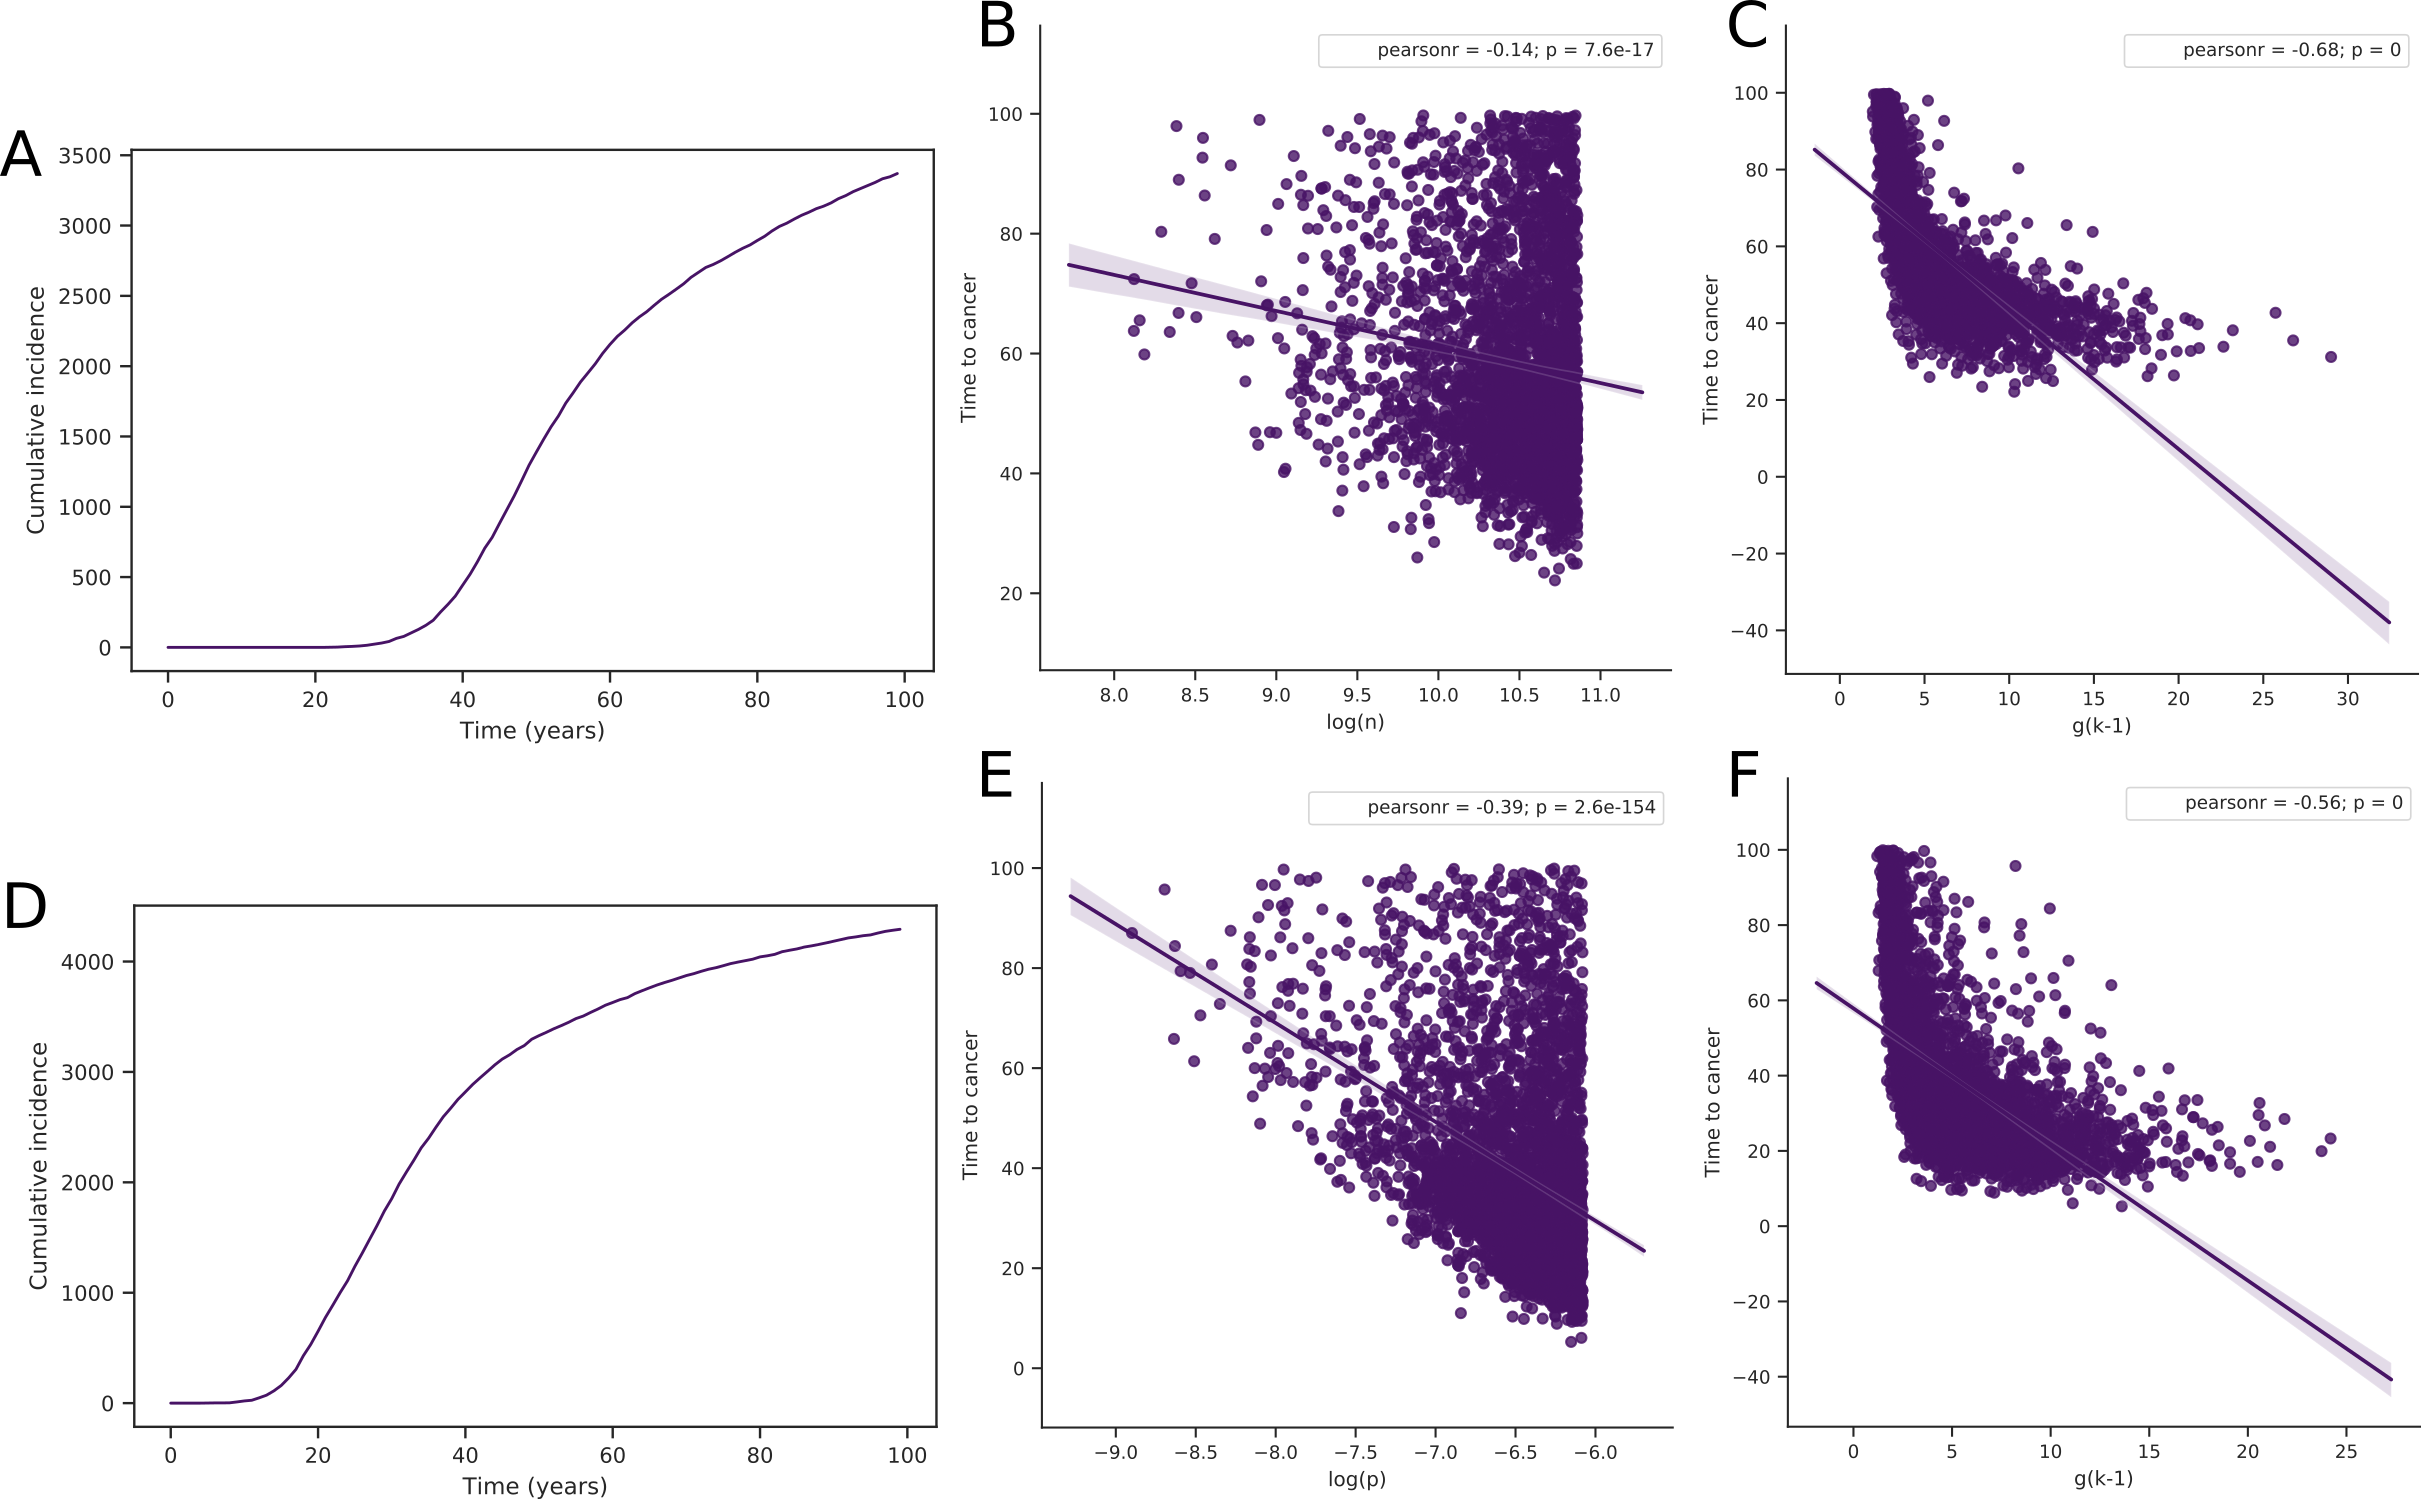 A
3500
3000
2500
2000
1500
1000
500
0
Cumulative incidence
0 20 40 60 80 100
Time (years)
B
pearsonr = -0.14; p = 7.6e-17
100
80
60
40
20
Time to cancer
8.0 8.5 9.0 9.5 10.0 10.5 11.0
log(n)
C
pearsonr = -0.68; p = 0
100
80
60
40
20
0
−20
−40
Time to cancer
0 5 10 15 20 25 30
g(k-1)
D
4000
3000
2000
1000
0
Cumulative incidence
0 20 40 60 80 100
Time (years)
E
pearsonr = -0.39; p = 2.6e-154
100
80
60
40
20
0
Time to cancer
−9.0 −8.5 −8.0 −7.5 −7.0 −6.5 −6.0
log(p)
F
pearsonr = -0.56; p = 0
100
80
60
40
20
0
−20
−40
Time to cancer
0 5 10 15 20 25
g(k-1)